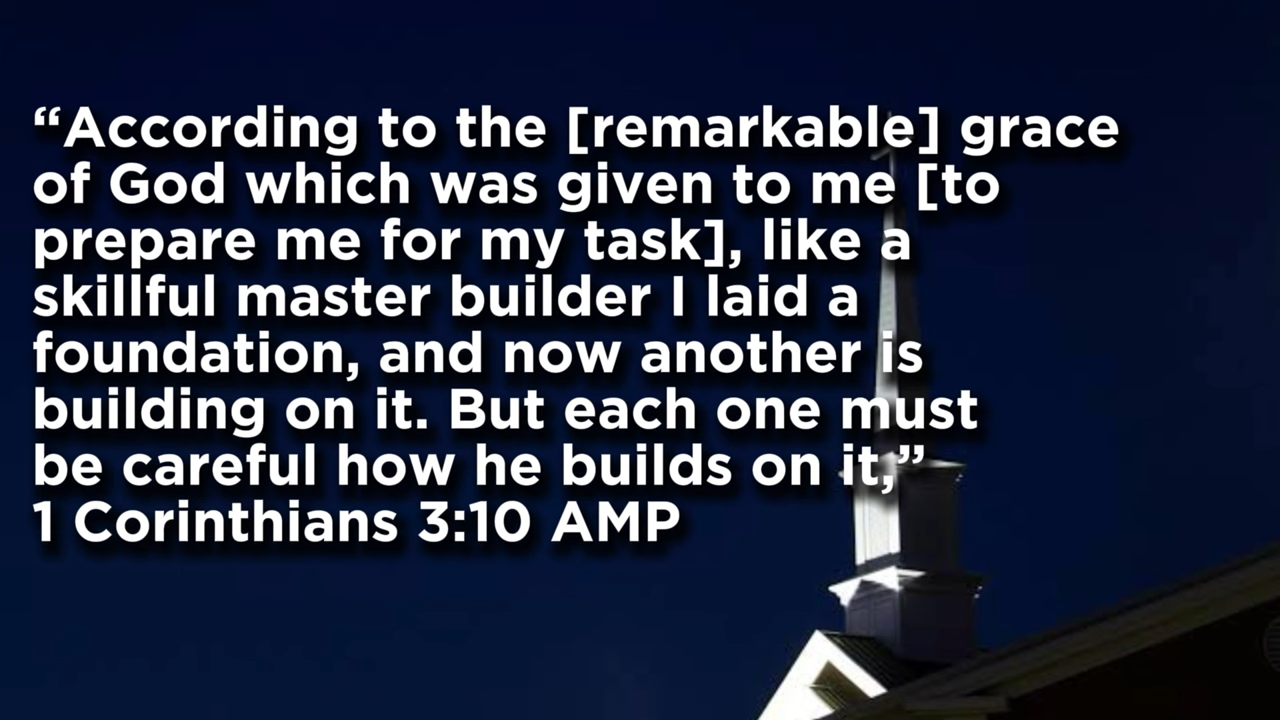 “According to the [remarkable] grace
of God which was given to me [to
prepare me for my task], like a
skillful master builder I laid a
foundation, and now another is
building on it. But each one must
be careful how he builds on it,”
1 Corinthians 3:10 AMP